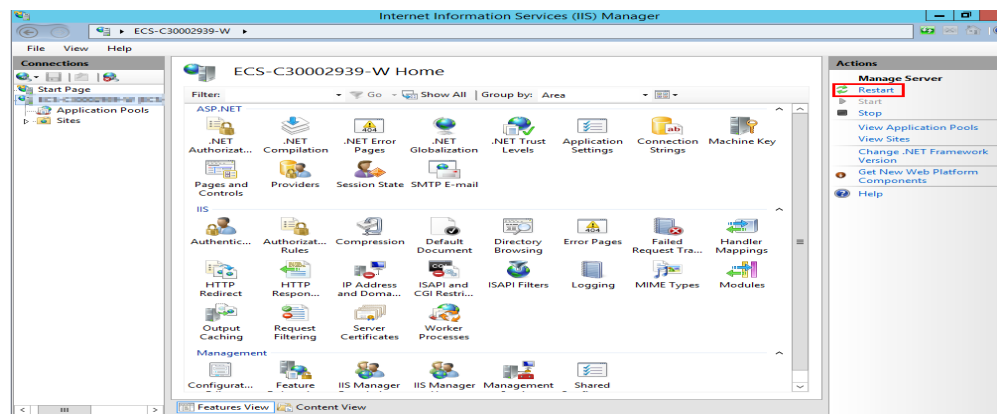 Internet Information Services (IIS) Manager
ECS-C30002939-W
File View Help
Connections
Start Page
Application Pools
Sites
ECS-C30002939-W Home
Filter: Go Show All Group by: Area
ASP.NET
.NET Authorizat...
.NET Compilation
.NET Error Pages
.NET Globalization
.NET Trust Levels
Application Settings
Connection Strings
Machine Key
Pages and Controls
Providers
Session State
SMTP E-mail
IIS
Authentic...
Authorizat... Rules
Compression
Default Document
Directory Browsing
Error Pages
Failed Request Tra...
Handler Mappings
HTTP Redirect
HTTP Respon...
IP Address and Doma...
ISAPI and CGI Restri...
ISAPI Filters
Logging
MIME Types
Modules
Output Caching
Request Filtering
Server Certificates
Worker Processes
Management
Configurat...
Feature
IIS Manager
IIS Manager
Management
Shared
Features View Content View
Actions
Manage Server
Restart
Start
Stop
View Application Pools
View Sites
Change .NET Framework
Version
Get New Web Platform
Components
Help